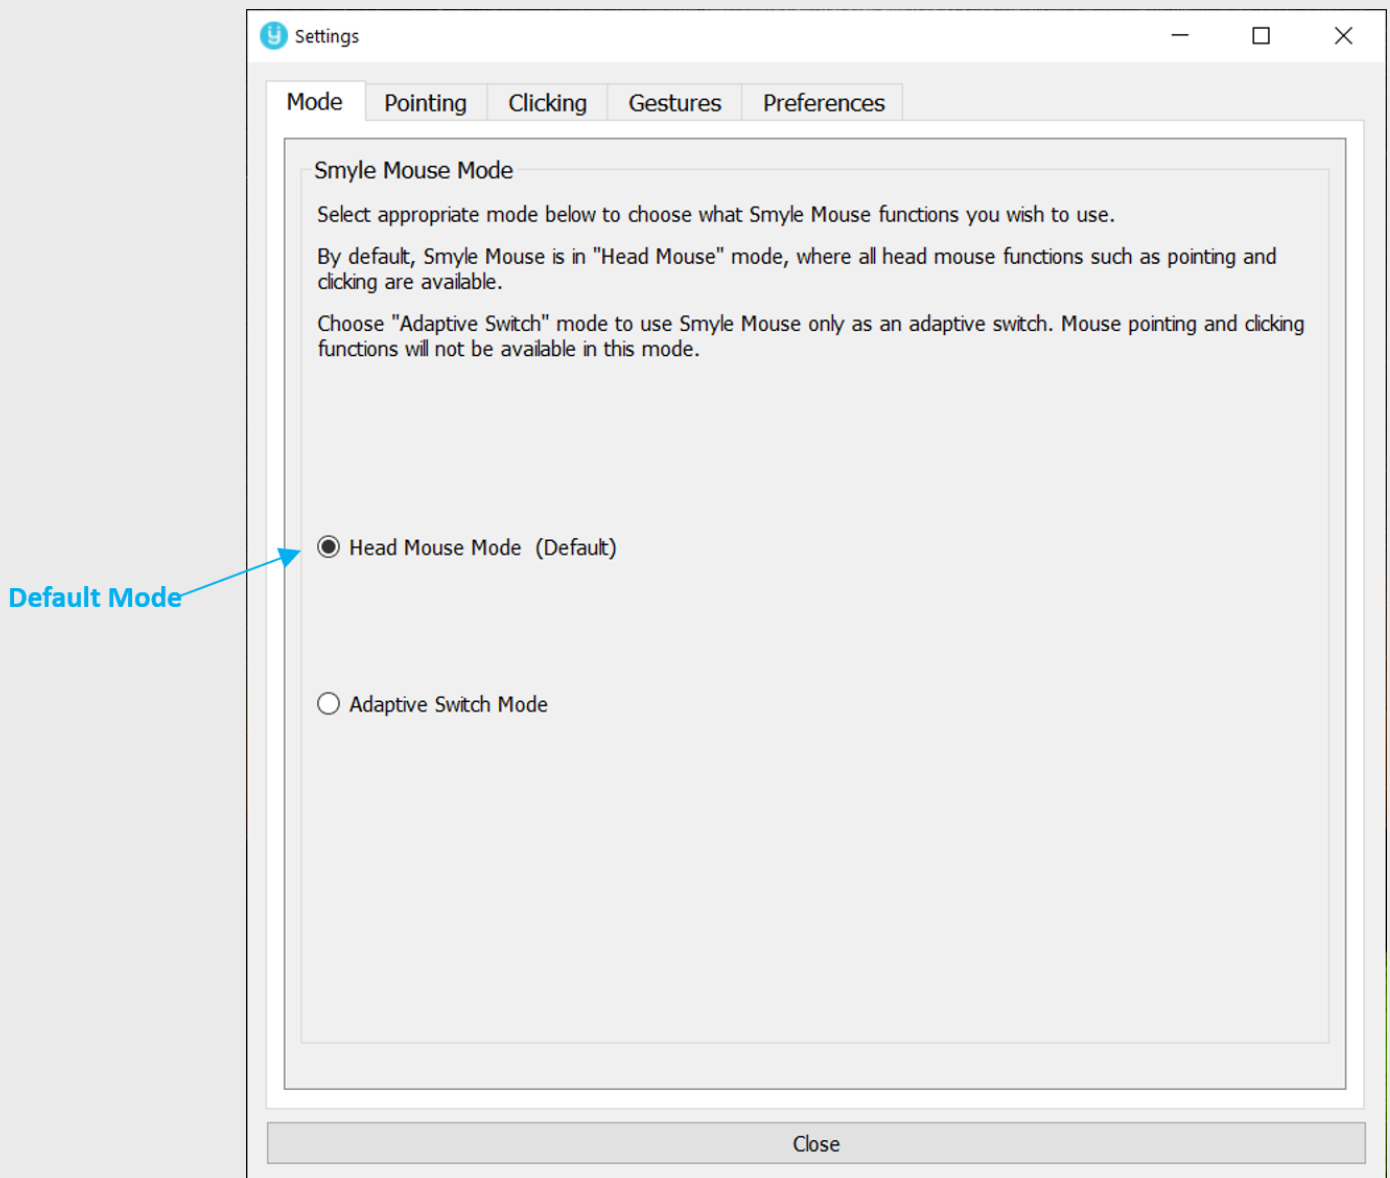 Settings
Mode Pointing Clicking Gestures Preferences
Smyle Mouse Mode
Select appropriate mode below to choose what Smyle Mouse functions you wish to use.
By default, Smyle Mouse is in "Head Mouse" mode, where all head mouse functions such as pointing and
clicking are available.
Choose "Adaptive Switch" mode to use Smyle Mouse only as an adaptive switch. Mouse pointing and clicking
functions will not be available in this mode.
Head Mouse Mode (Default)
Default Mode
Adaptive Switch Mode
Close